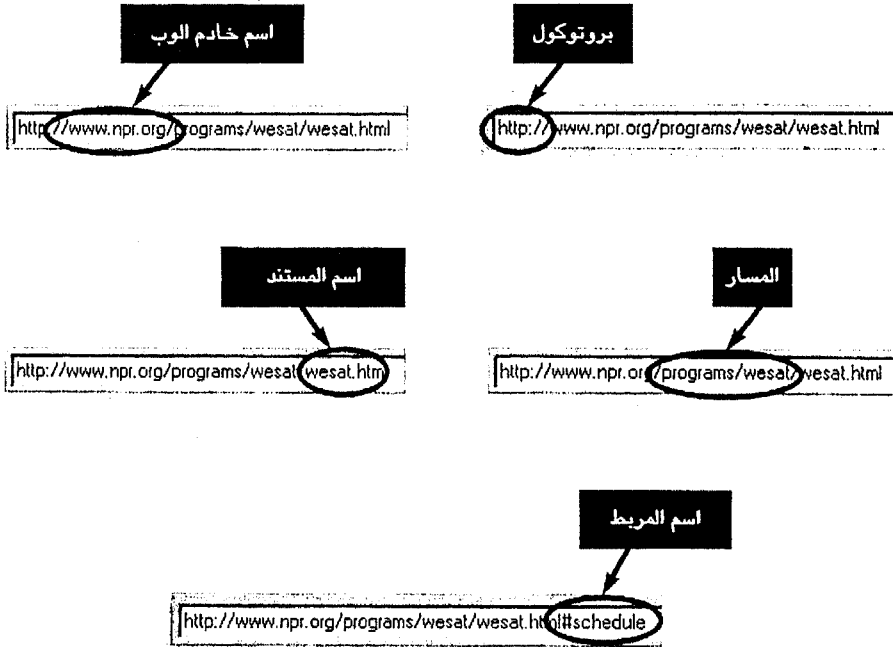 بروتوكول
http://www.npr.org/programs/wesat/wesat.html
اسم خادم الوب
http://www.npr.org/programs/wesat/wesat.html
المسار
http://www.npr.org/programs/wesat/wesat.html
اسم المستند
http://www.npr.org/programs/wesat/wesat.htm
اسم المربط
http://www.npr.org/programs/wesat/wesat.html#schedule